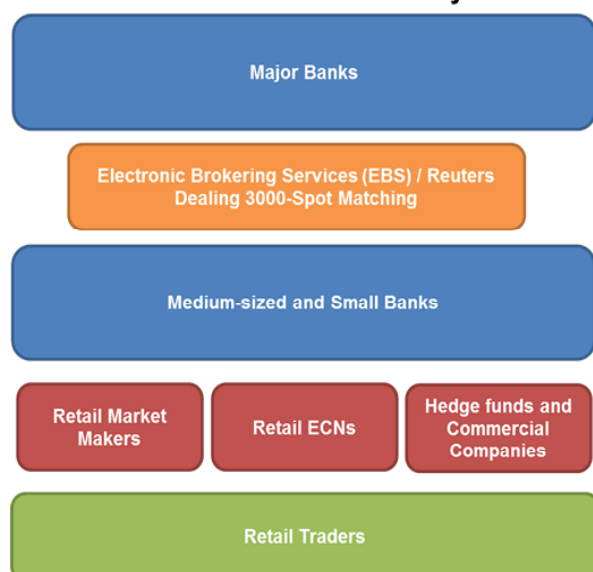 Major Banks
Electronic Brokering Services (EBS) / Reuters
Dealing 3000-Spot Matching
Medium-sized and Small Banks
Retail Market
Makers
Retail ECNs
Hedge funds and
Commercial
Companies
Retail Traders